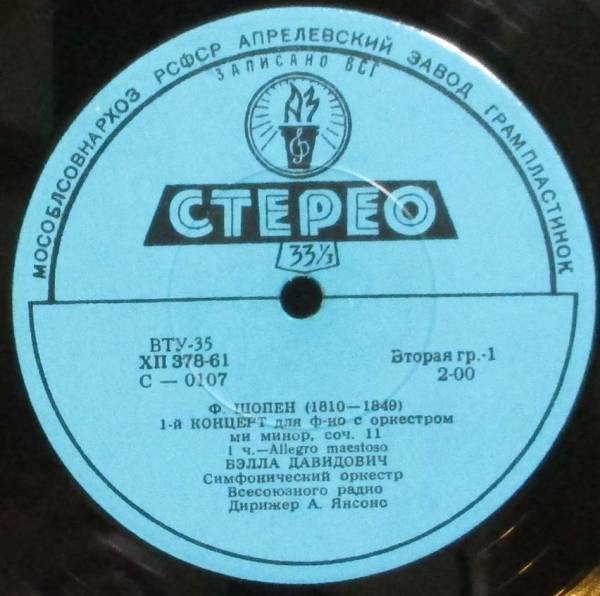 МОСОБЛСОВНАРХОЗ РСФСР АПРЕЛЕВСКИЙ ЗАВОД ГРАМПЛАСТИНОК
ЗАПИСАНО ВСГ
АЗ
СТЕРЕО
33⅓
ВТУ-35
ХП 378-61
С — 0107
Вторая гр.-1
2-00
Ф. ШОПЕН (1810—1849)
1-й КОНЦЕРТ для ф-но с оркестром
ми минор, соч. 11
I ч.—Allegro maestoso
БЭЛЛА ДАВИДОВИЧ
Симфонический оркестр
Всесоюзного радио
Дирижер А. Янсонс